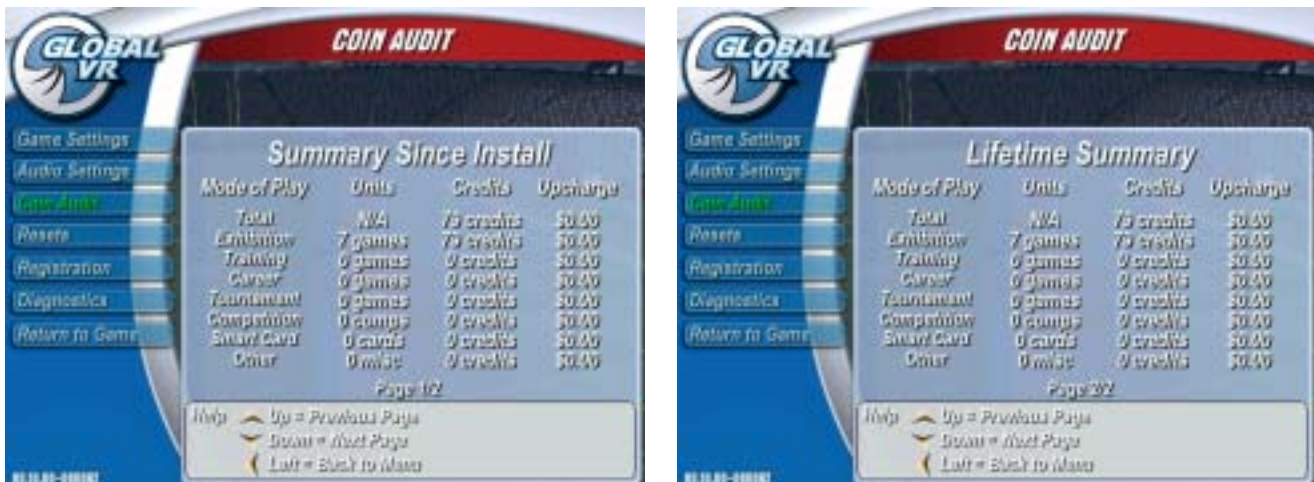 GLOBAL VR
COIN AUDIT
Game Settings
Audio Settings
Coin Audit
Resets
Registration
Diagnostics
Return to Game
Summary Since Install
Mode of Play Units Credits Upcharge
Total N/A credits $0.00
Exhibition 7 games credits $0.00
Training 0 games 0 credits $0.00
Career 0 games 0 credits $0.00
Tournament 0 games 0 credits $0.00
Competition 0 comps 0 credits $0.00
Smart Card 0 cards 0 credits $0.00
Other 0 misc 0 credits $0.00
Page 1/2
Help Up = Previous Page
Down = Next Page
Left = Back to Menu
GLOBAL VR
COIN AUDIT
Game Settings
Audio Settings
Coin Audit
Resets
Registration
Diagnostics
Return to Game
Lifetime Summary
Mode of Play Units Credits Upcharge
Total N/A credits $0.00
Exhibition 7 games credits $0.00
Training 0 games 0 credits $0.00
Career 0 games 0 credits $0.00
Tournament 0 games 0 credits $0.00
Competition 0 comps 0 credits $0.00
Smart Card 0 cards 0 credits $0.00
Other 0 misc 0 credits $0.00
Page 2/2
Help Up = Previous Page
Down = Next Page
Left = Back to Menu